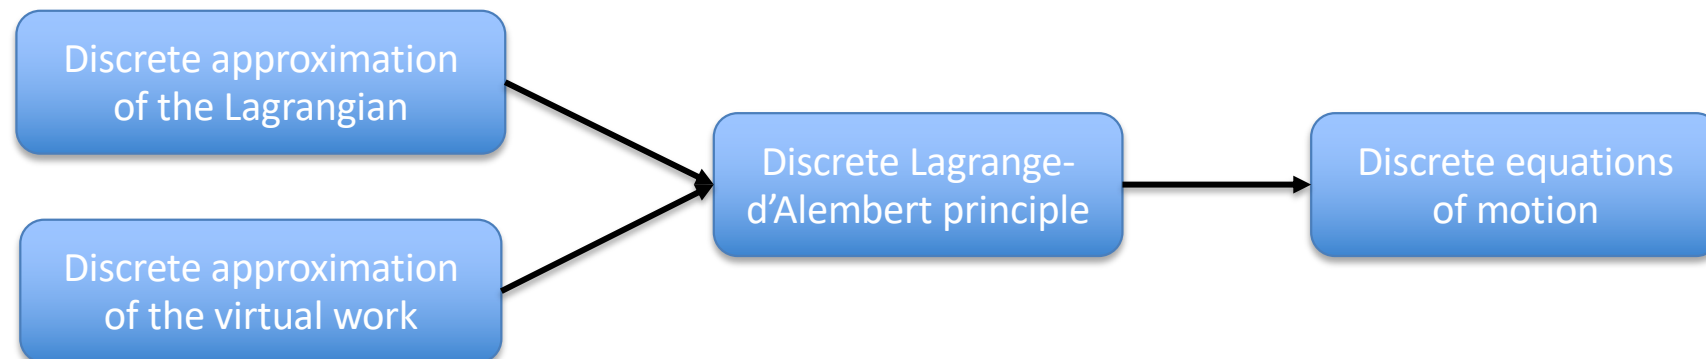 Discrete approximation
of the Lagrangian
Discrete approximation
of the virtual work
Discrete Lagrange-
d’Alembert principle
Discrete equations
of motion